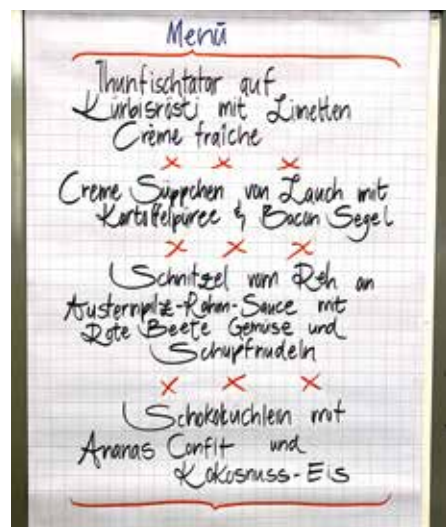 Menü
Thunfischtatar auf
Kürbisrösti mit Limetten
Crème fraîche
x x x
Creme Süppchen von Lauch mit
Kartoffelpüree & Bacon Segel
x x x
Schnitzel vom Reh an
Austernpilz-Rahm-Sauce mit
Rote Beete Gemüse und
Schupfnudeln
x x x
Schokoküchlein mit
Ananas Confit und
Kokosnuss-Eis